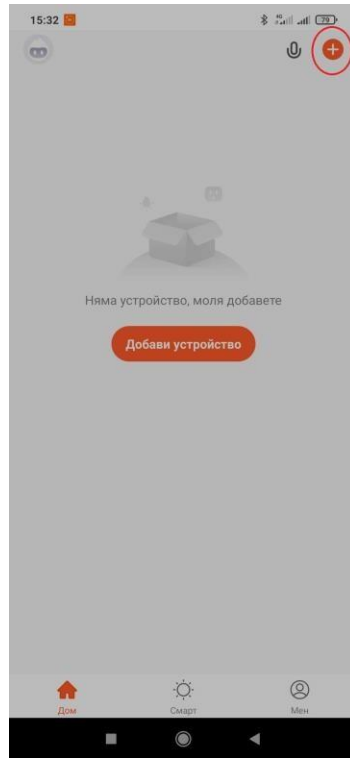 15:32
79
Няма устройство, моля добавете
Добави устройство
Дом
Смарт
Мен